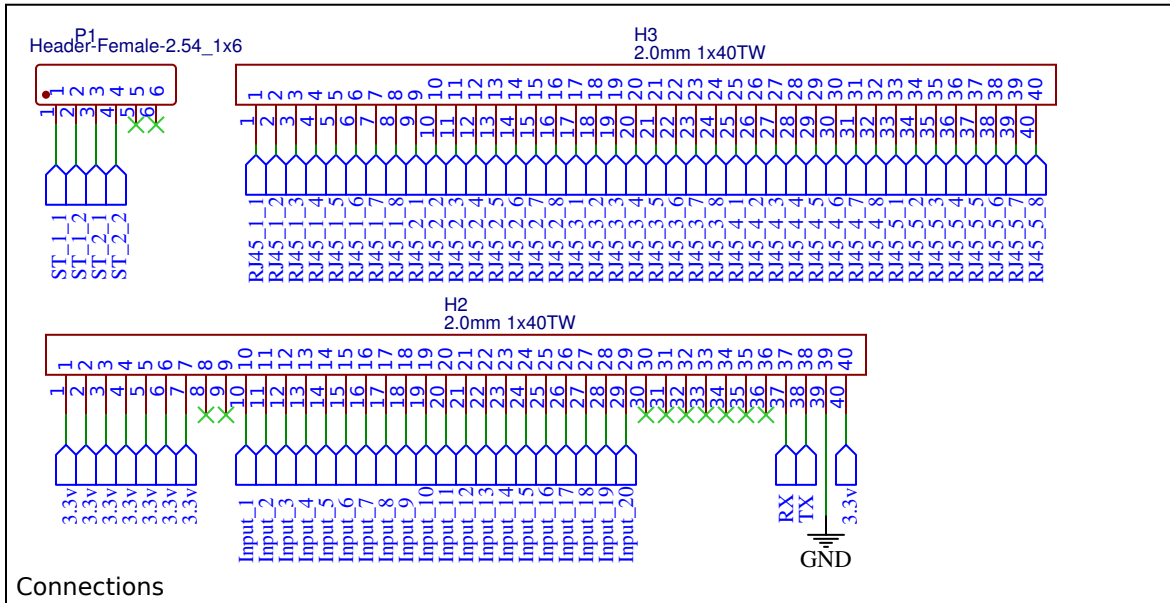 P1
Header-Female-2.54_1x6
1 2 3 4 5 6
1 2 3 4 5 6
ST_1_1 ST_1_2 ST_2_1 ST_2_2
H3
2.0mm 1x40TW
1 2 3 4 5 6 7 8 9 10 11 12 13 14 15 16 17 18 19 20 21 22 23 24 25 26 27 28 29 30 31 32 33 34 35 36 37 38 39 40
1 2 3 4 5 6 7 8 9 10 11 12 13 14 15 16 17 18 19 20 21 22 23 24 25 26 27 28 29 30 31 32 33 34 35 36 37 38 39 40
RJ45_1_1 RJ45_1_2 RJ45_1_3 RJ45_1_4 RJ45_1_5 RJ45_1_6 RJ45_1_7 RJ45_1_8 RJ45_2_1 RJ45_2_2 RJ45_2_3 RJ45_2_4 RJ45_2_5 RJ45_2_6 RJ45_2_7 RJ45_2_8 RJ45_3_1 RJ45_3_2 RJ45_3_3 RJ45_3_4 RJ45_3_5 RJ45_3_6 RJ45_3_7 RJ45_3_8 RJ45_4_1 RJ45_4_2 RJ45_4_3 RJ45_4_4 RJ45_4_5 RJ45_4_6 RJ45_4_7 RJ45_4_8 RJ45_5_1 RJ45_5_2 RJ45_5_3 RJ45_5_4 RJ45_5_5 RJ45_5_6 RJ45_5_7 RJ45_5_8
H2
2.0mm 1x40TW
1 2 3 4 5 6 7 8 9 10 11 12 13 14 15 16 17 18 19 20 21 22 23 24 25 26 27 28 29 30 31 32 33 34 35 36 37 38 39 40
1 2 3 4 5 6 7 8 9 10 11 12 13 14 15 16 17 18 19 20 21 22 23 24 25 26 27 28 29 30 31 32 33 34 35 36 37 38 39 40
3.3v 3.3v 3.3v 3.3v 3.3v 3.3v 3.3v Input_1 Input_2 Input_3 Input_4 Input_5 Input_6 Input_7 Input_8 Input_9 Input_10 Input_11 Input_12 Input_13 Input_14 Input_15 Input_16 Input_17 Input_18 Input_19 Input_20 RX TX 3.3v
GND
Connections